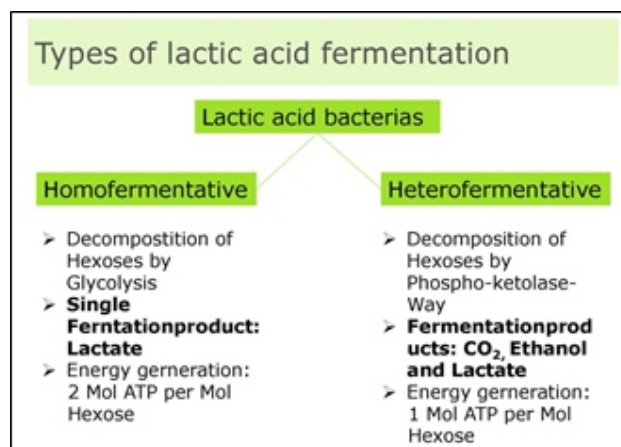 Types of lactic acid fermentation
Lactic acid bacterias
Homofermentative
➢ Decompostition of
Hexoses by
Glycolysis
➢ Single
Ferntationproduct:
Lactate
➢ Energy gerneration:
2 Mol ATP per Mol
Hexose
Heterofermentative
➢ Decomposition of
Hexoses by
Phospho-ketolase-
Way
➢ Fermentationprod
ucts: CO₂, Ethanol
and Lactate
➢ Energy gerneration:
1 Mol ATP per Mol
Hexose